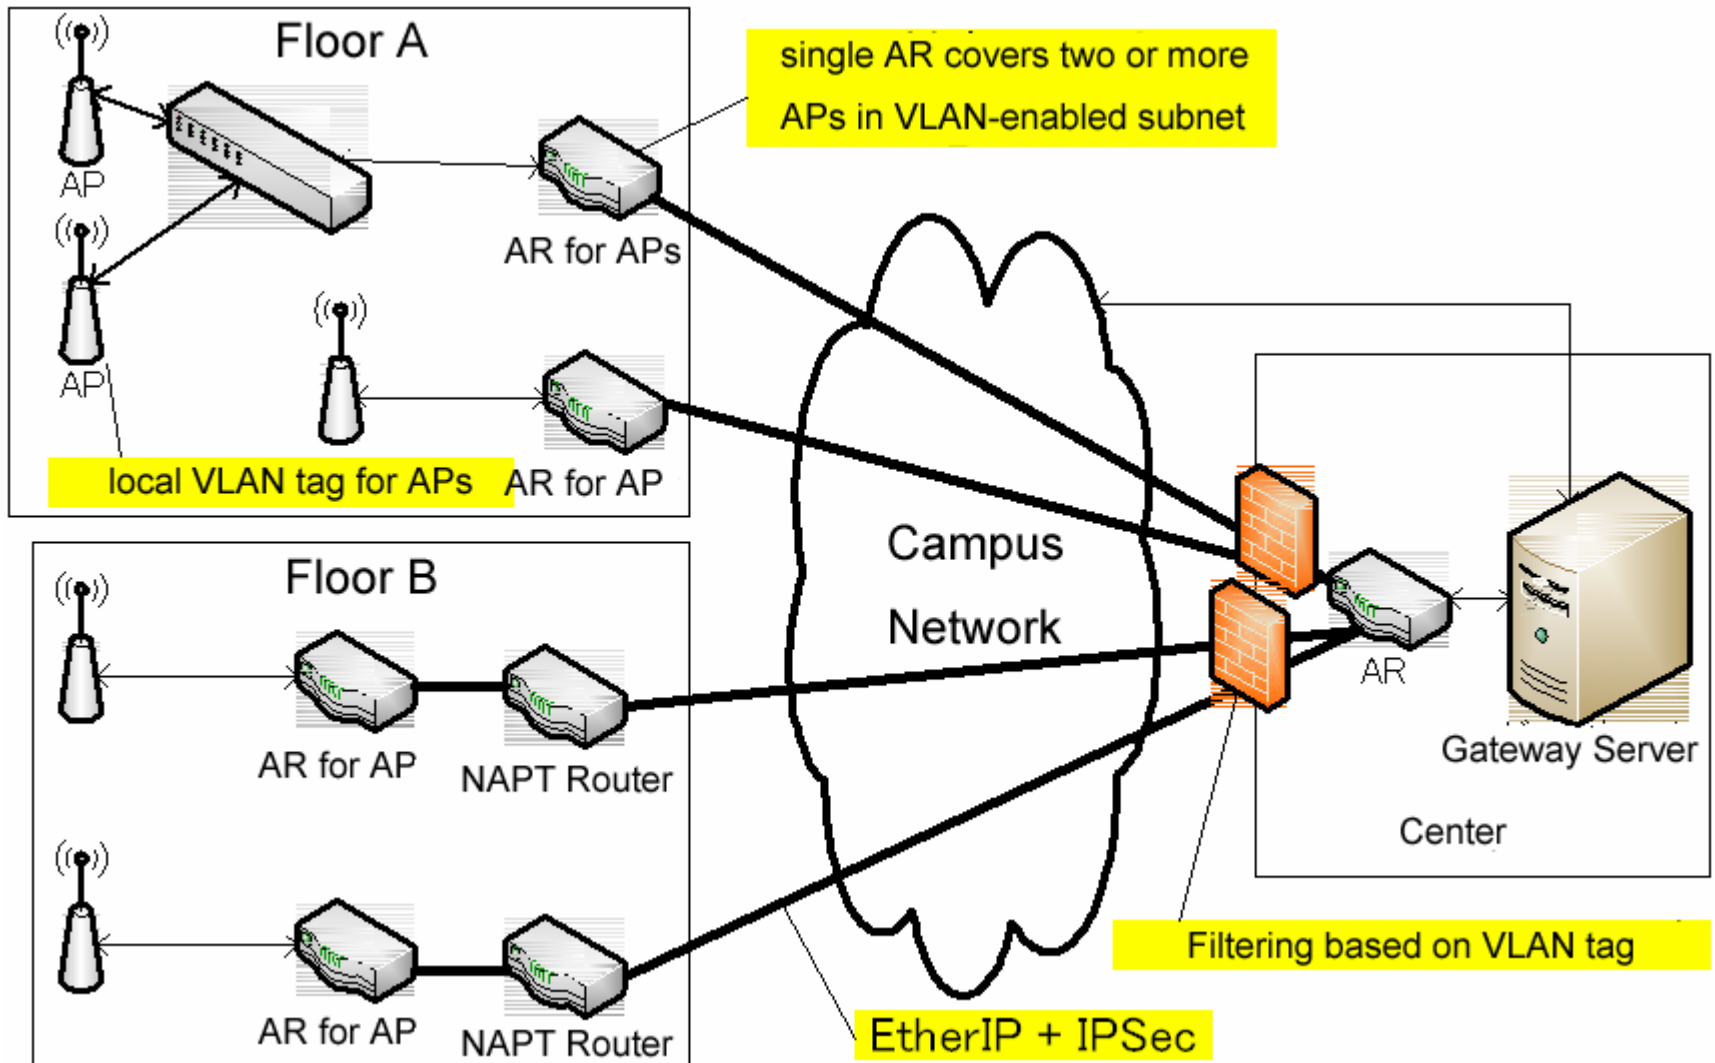 Floor A
single AR covers two or more
APs in VLAN-enabled subnet
AP
AR for APs
AP
local VLAN tag for APs
AR for AP
Floor B
Campus
Network
AR
AR for AP
NAPT Router
Gateway Server
Center
Filtering based on VLAN tag
AR for AP
NAPT Router
EtherIP + IPSec